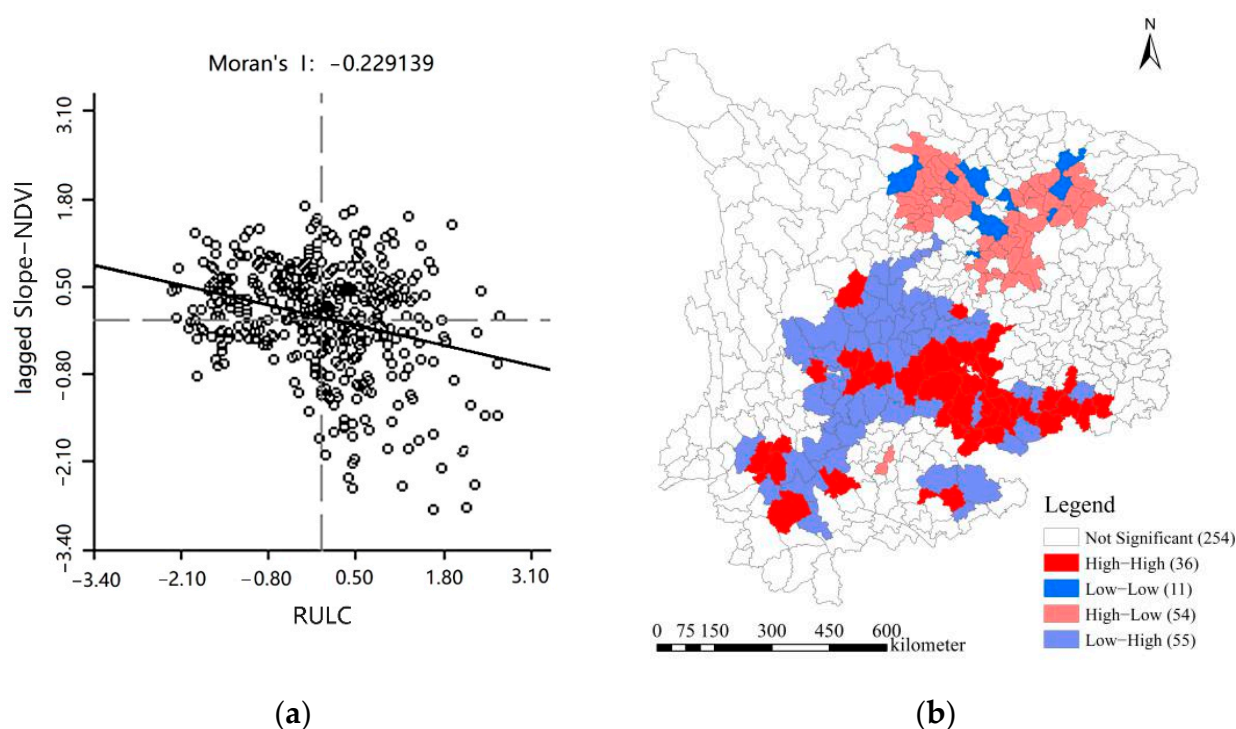 Moran's I: −0.229139
3.10
1.80
0.50
−0.80
−2.10
−3.40
lagged Slope−NDVI
−3.40 −2.10 −0.80 0.50 1.80 3.10
RULC
N
Legend
Not Significant (254)
High−High (36)
Low−Low (11)
High−Low (54)
Low−High (55)
0 75 150 300 450 600
kilometer
(a) (b)